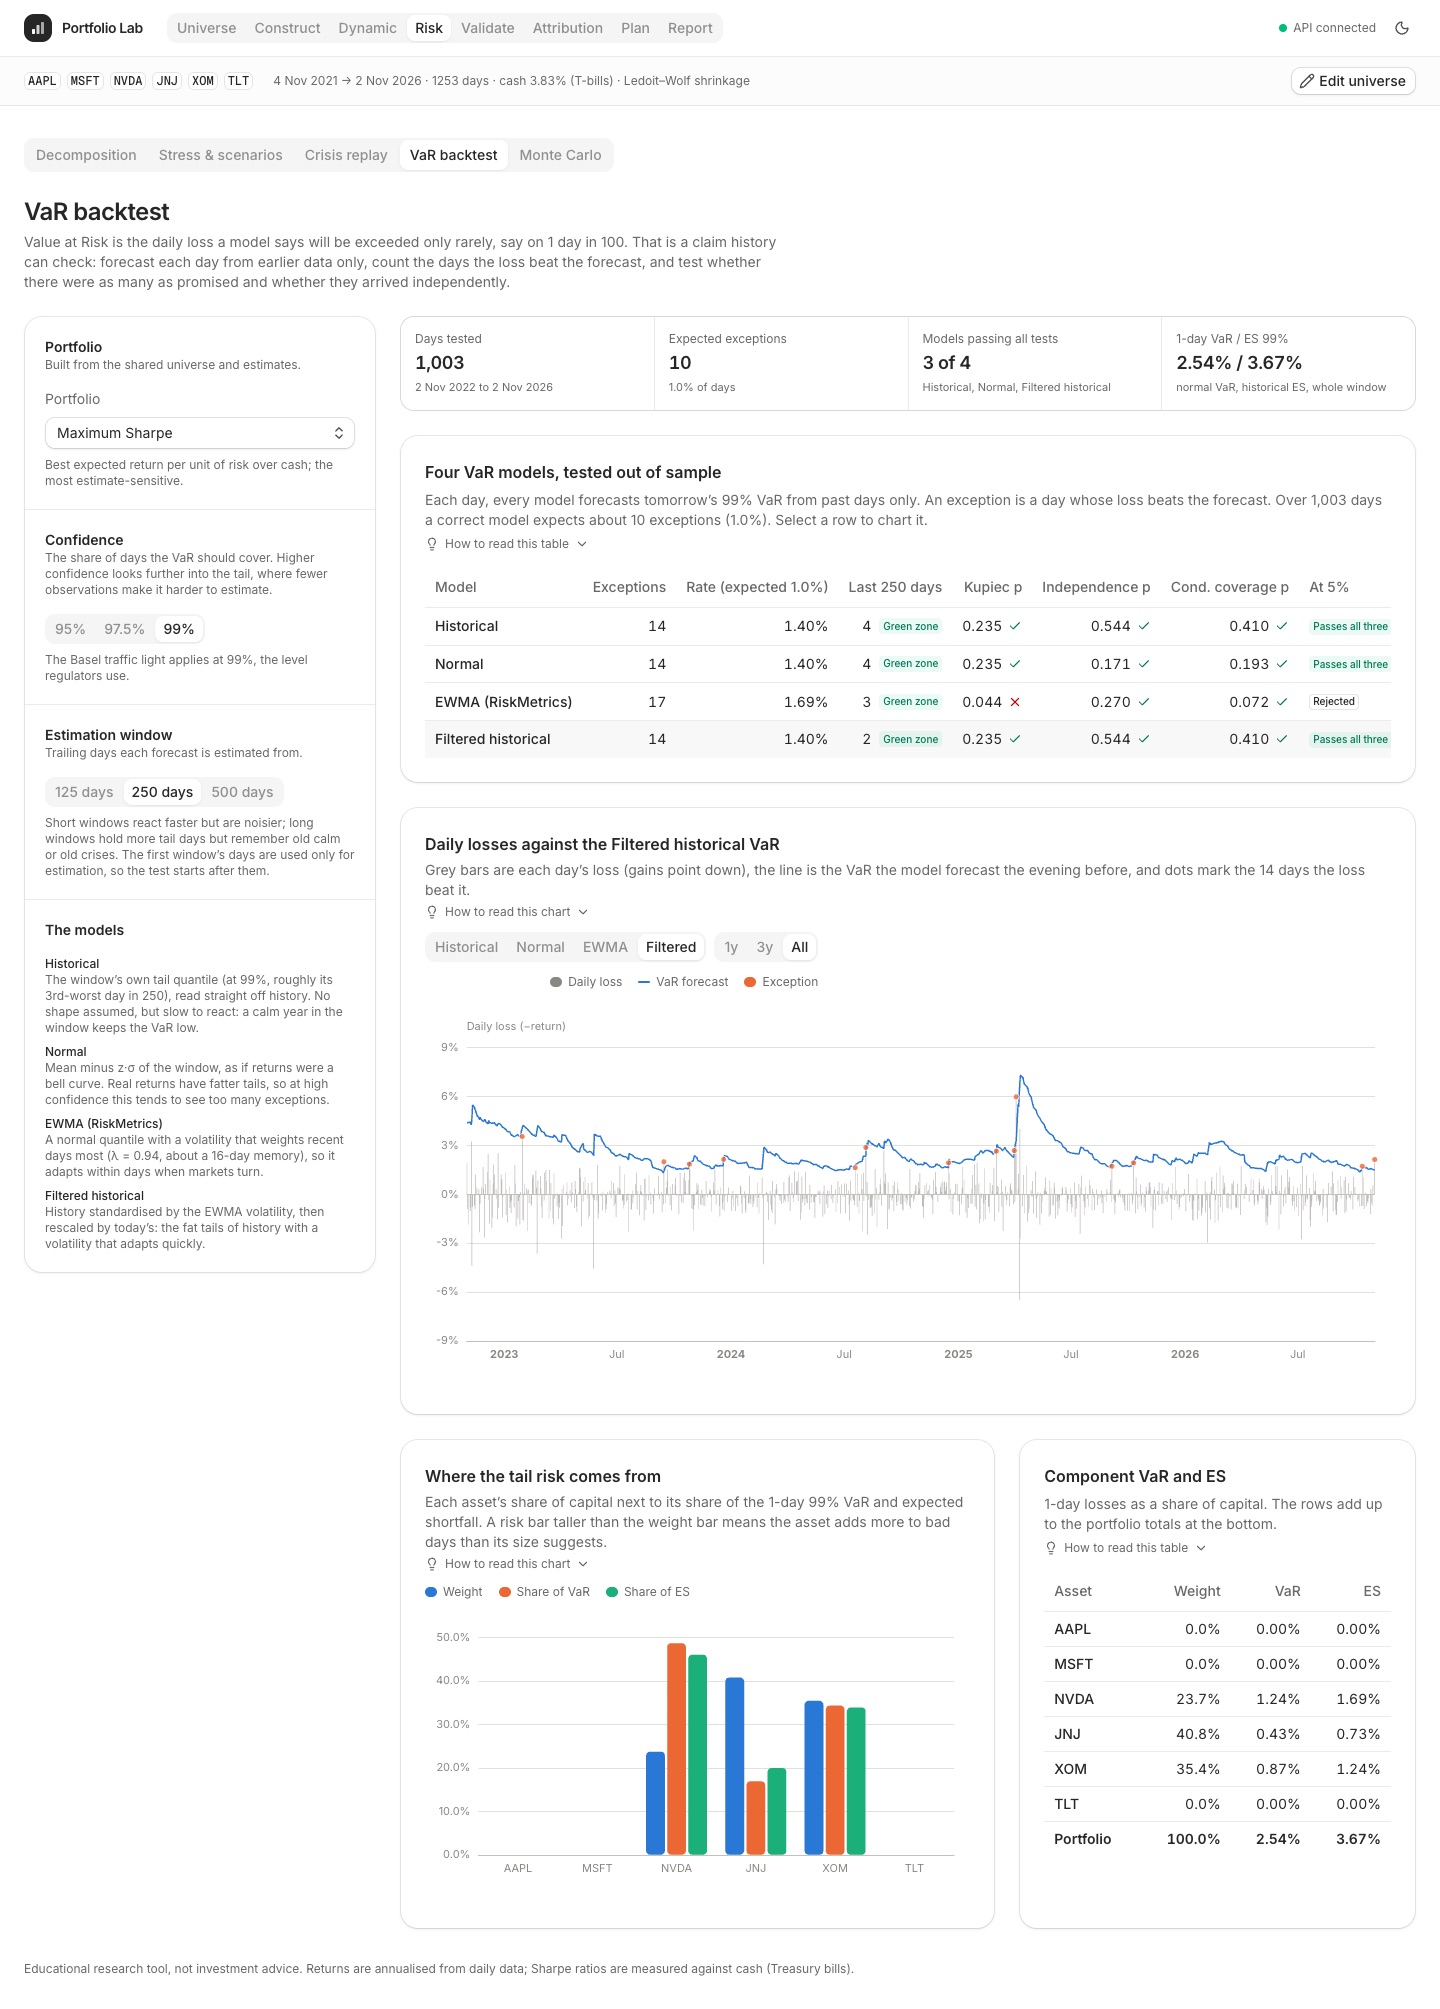 Portfolio Lab
Universe Construct Dynamic Risk Validate Attribution Plan Report
API connected
AAPL MSFT NVDA JNJ XOM TLT 4 Nov 2021 → 2 Nov 2026 · 1253 days · cash 3.83% (T-bills) · Ledoit–Wolf shrinkage
Edit universe
Decomposition Stress & scenarios Crisis replay VaR backtest Monte Carlo
VaR backtest
Value at Risk is the daily loss a model says will be exceeded only rarely, say on 1 day in 100. That is a claim history
can check: forecast each day from earlier data only, count the days the loss beat the forecast, and test whether
there were as many as promised and whether they arrived independently.
Portfolio
Built from the shared universe and estimates.
Portfolio
Maximum Sharpe
Best expected return per unit of risk over cash; the
most estimate-sensitive.
Confidence
The share of days the VaR should cover. Higher
confidence looks further into the tail, where fewer
observations make it harder to estimate.
95% 97.5% 99%
The Basel traffic light applies at 99%, the level
regulators use.
Estimation window
Trailing days each forecast is estimated from.
125 days 250 days 500 days
Short windows react faster but are noisier; long
windows hold more tail days but remember old calm
or old crises. The first window's days are used only for
estimation, so the test starts after them.
The models
Historical
The window's own tail quantile (at 99%, roughly its
3rd-worst day in 250), read straight off history. No
shape assumed, but slow to react: a calm year in the
window keeps the VaR low.
Normal
Mean minus z·σ of the window, as if returns were a
bell curve. Real returns have fatter tails, so at high
confidence this tends to see too many exceptions.
EWMA (RiskMetrics)
A normal quantile with a volatility that weights recent
days most (λ = 0.94, about a 16-day memory), so it
adapts within days when markets turn.
Filtered historical
History standardised by the EWMA volatility, then
rescaled by today's: the fat tails of history with a
volatility that adapts quickly.
Days tested
1,003
2 Nov 2022 to 2 Nov 2026
Expected exceptions
10
1.0% of days
Models passing all tests
3 of 4
Historical, Normal, Filtered historical
1-day VaR / ES 99%
2.54% / 3.67%
normal VaR, historical ES, whole window
Four VaR models, tested out of sample
Each day, every model forecasts tomorrow's 99% VaR from past days only. An exception is a day whose loss beats the forecast. Over 1,003 days
a correct model expects about 10 exceptions (1.0%). Select a row to chart it.
How to read this table
Model Exceptions Rate (expected 1.0%) Last 250 days Kupiec p Independence p Cond. coverage p At 5%
Historical 14 1.40% 4 Green zone 0.235 ✓ 0.544 ✓ 0.410 ✓ Passes all three
Normal 14 1.40% 4 Green zone 0.235 ✓ 0.171 ✓ 0.193 ✓ Passes all three
EWMA (RiskMetrics) 17 1.69% 3 Green zone 0.044 ✗ 0.270 ✓ 0.072 ✓ Rejected
Filtered historical 14 1.40% 2 Green zone 0.235 ✓ 0.544 ✓ 0.410 ✓ Passes all three
Daily losses against the Filtered historical VaR
Grey bars are each day's loss (gains point down), the line is the VaR the model forecast the evening before, and dots mark the 14 days the loss
beat it.
How to read this chart
Historical Normal EWMA Filtered 1y 3y All
Daily loss VaR forecast Exception
Daily loss (−return)
9%
6%
3%
0%
-3%
-6%
-9%
2023 Jul 2024 Jul 2025 Jul 2026 Jul
Where the tail risk comes from
Each asset's share of capital next to its share of the 1-day 99% VaR and expected
shortfall. A risk bar taller than the weight bar means the asset adds more to bad
days than its size suggests.
How to read this chart
Weight Share of VaR Share of ES
50.0%
40.0%
30.0%
20.0%
10.0%
0.0%
AAPL MSFT NVDA JNJ XOM TLT
Component VaR and ES
1-day losses as a share of capital. The rows add up
to the portfolio totals at the bottom.
How to read this table
Asset Weight VaR ES
AAPL 0.0% 0.00% 0.00%
MSFT 0.0% 0.00% 0.00%
NVDA 23.7% 1.24% 1.69%
JNJ 40.8% 0.43% 0.73%
XOM 35.4% 0.87% 1.24%
TLT 0.0% 0.00% 0.00%
Portfolio 100.0% 2.54% 3.67%
Educational research tool, not investment advice. Returns are annualised from daily data; Sharpe ratios are measured against cash (Treasury bills).